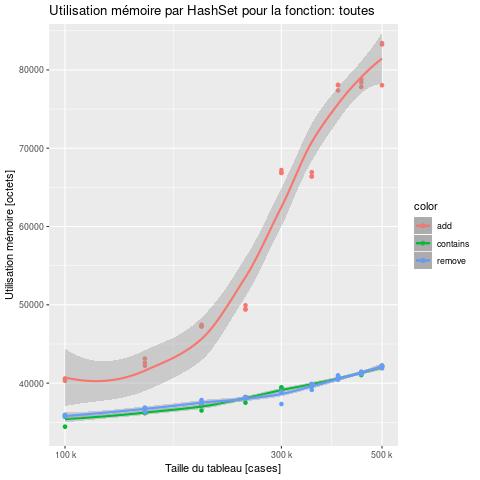 Utilisation mémoire par HashSet pour la fonction: toutes
Utilisation mémoire [octets]
80000
70000
60000
50000
40000
100 k
300 k
500 k
Taille du tableau [cases]
color
add
contains
remove